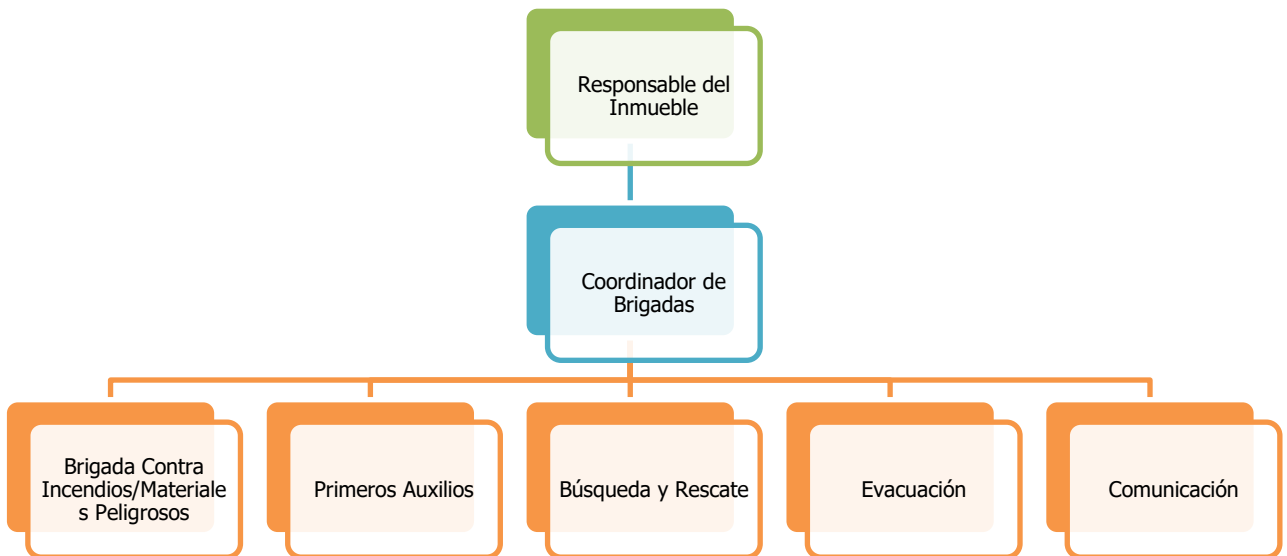 Responsable del
Inmueble
Coordinador de
Brigadas
Brigada Contra
Incendios/Materiale
s Peligrosos
Primeros Auxilios
Búsqueda y Rescate
Evacuación
Comunicación